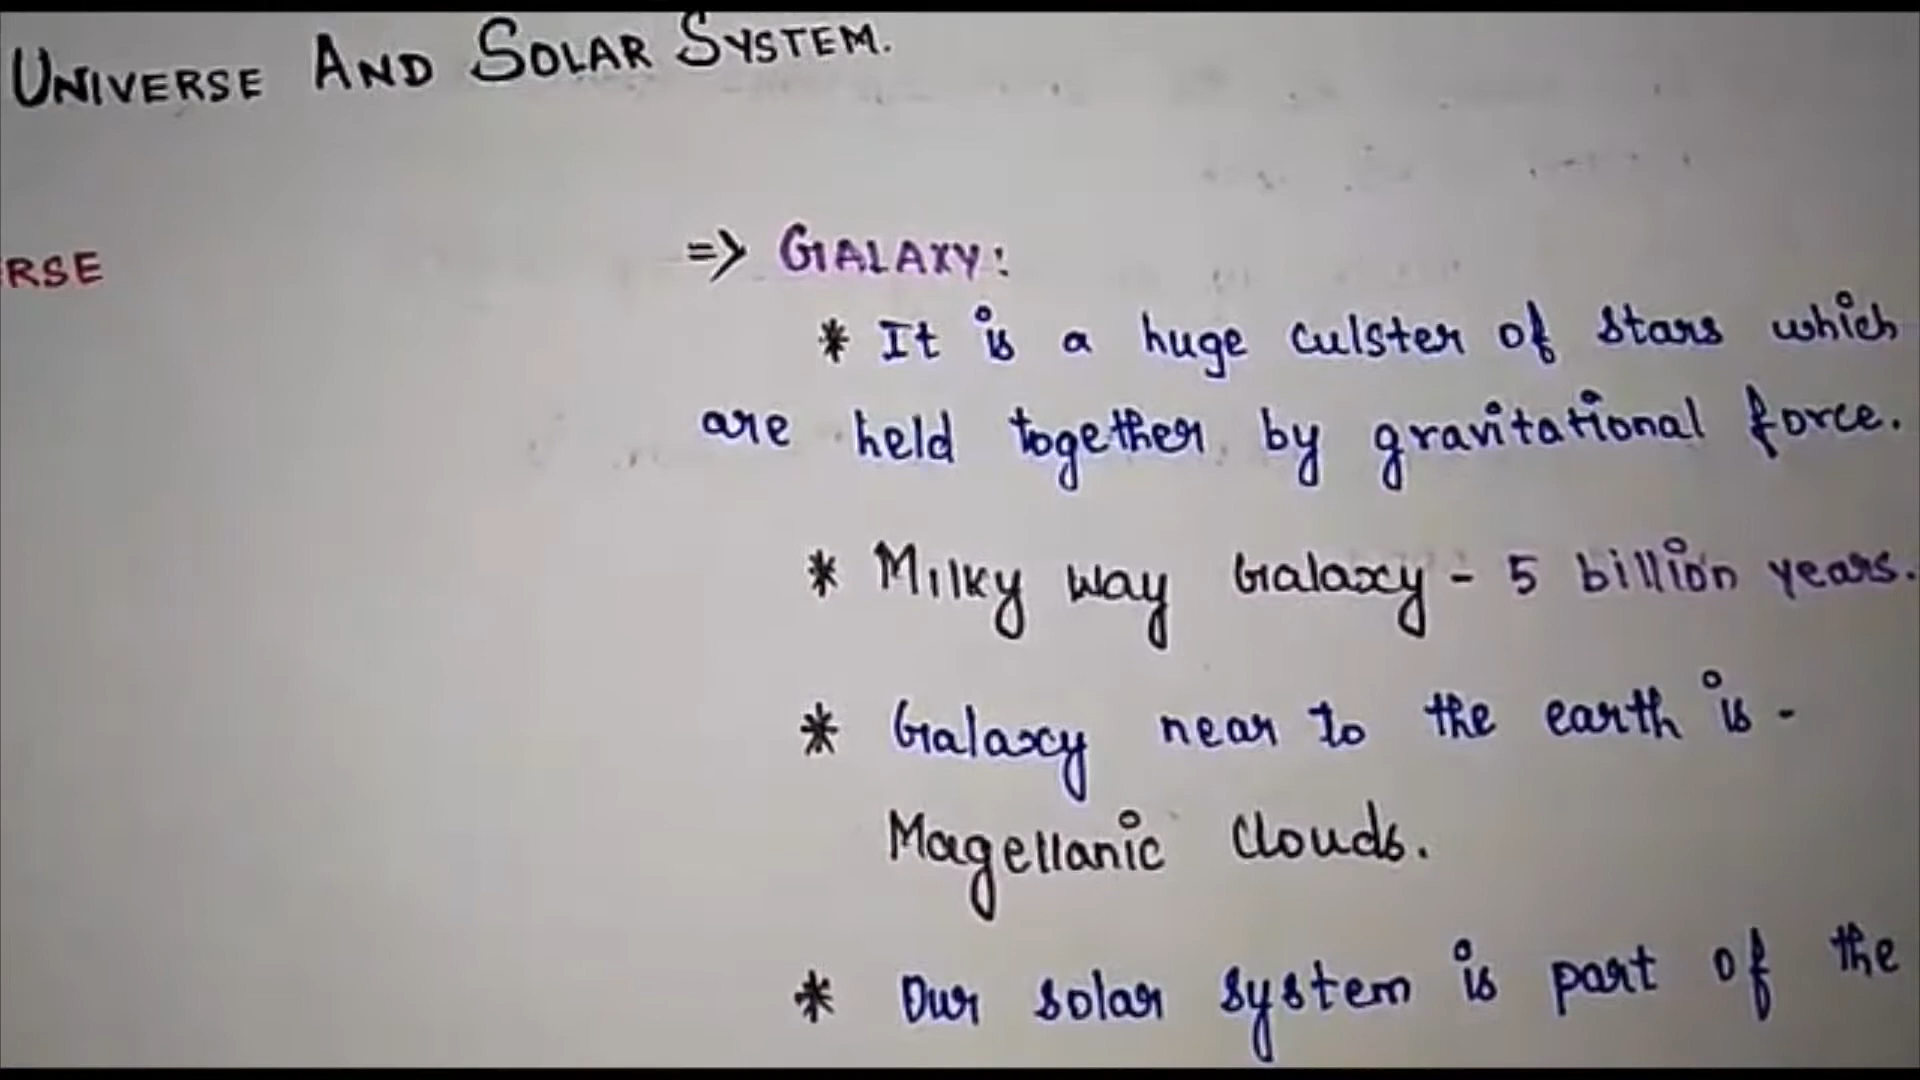 UNIVERSE AND SOLAR SYSTEM.
RSE
=> GALAXY:
* It is a huge culster of stars which
are held together by gravitational force.
* Milky way Galaxy - 5 billion years.
* Galaxy near to the earth is -
Magellanic Clouds.
* Our solar system is part of the